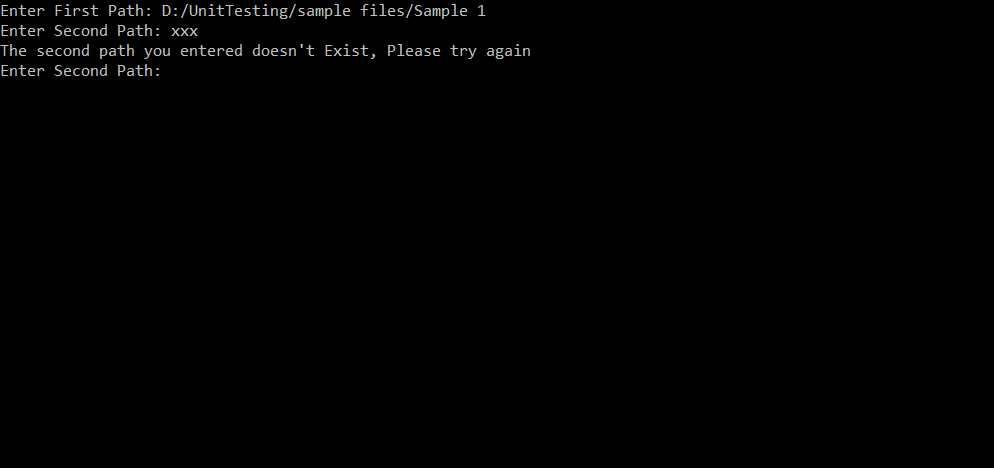 Enter First Path: D:/UnitTesting/sample files/Sample 1
Enter Second Path: xxx
The second path you entered doesn't Exist, Please try again
Enter Second Path: